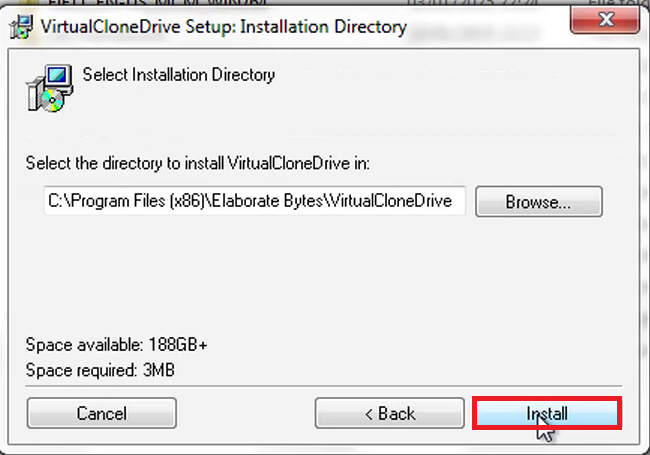 VirtualCloneDrive Setup: Installation Directory
Select Installation Directory
Select the directory to install VirtualCloneDrive in:
C:\Program Files (x86)\Elaborate Bytes\VirtualCloneDrive
Browse...
Space available: 188GB+
Space required: 3MB
Cancel
< Back
Install